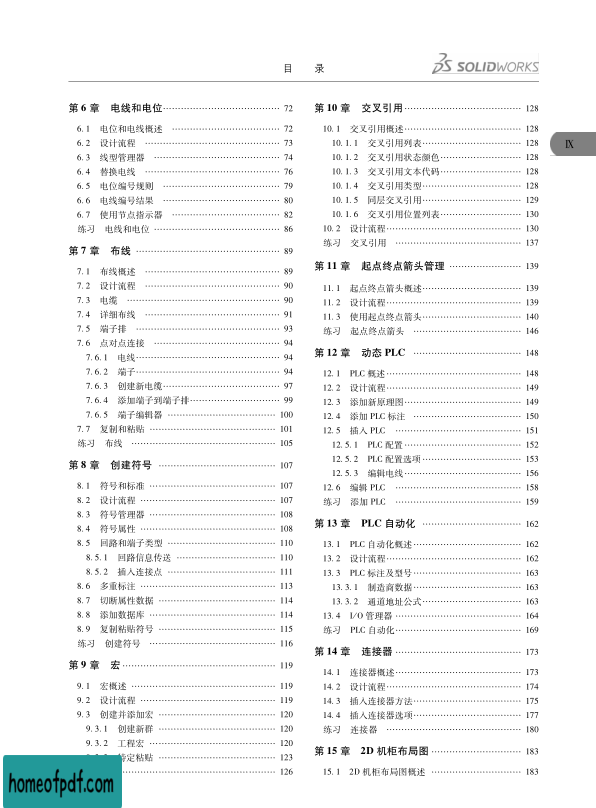 目 录
SOLIDWORKS
Ⅸ
第 6 章 电线和电位 …… 72
6.1 电位和电线概述 …… 72
6.2 设计流程 …… 73
6.3 线型管理器 …… 74
6.4 替换电线 …… 76
6.5 电位编号规则 …… 79
6.6 电线编号结果 …… 80
6.7 使用节点指示器 …… 82
练习 电线和电位 …… 86
第 7 章 布线 …… 89
7.1 布线概述 …… 89
7.2 设计流程 …… 90
7.3 电缆 …… 90
7.4 详细布线 …… 91
7.5 端子排 …… 93
7.6 点对点连接 …… 94
7.6.1 电线 …… 94
7.6.2 端子 …… 94
7.6.3 创建新电缆 …… 97
7.6.4 添加端子到端子排 …… 99
7.6.5 端子编辑器 …… 100
7.7 复制和粘贴 …… 101
练习 布线 …… 105
第 8 章 创建符号 …… 107
8.1 符号和标准 …… 107
8.2 设计流程 …… 107
8.3 符号管理器 …… 108
8.4 符号属性 …… 108
8.5 回路和端子类型 …… 110
8.5.1 回路信息传送 …… 110
8.5.2 插入连接点 …… 111
8.6 多重标注 …… 113
8.7 切断属性数据 …… 114
8.8 添加数据库 …… 114
8.9 复制粘贴符号 …… 115
练习 创建符号 …… 116
第 9 章 宏 …… 119
9.1 宏概述 …… 119
9.2 设计流程 …… 119
9.3 创建并添加宏 …… 120
9.3.1 创建新群 …… 120
9.3.2 工程宏 …… 120
特定粘贴 …… 123
…… 126
第 10 章 交叉引用 …… 128
10.1 交叉引用概述 …… 128
10.1.1 交叉引用列表 …… 128
10.1.2 交叉引用状态颜色 …… 128
10.1.3 交叉引用文本代码 …… 128
10.1.4 交叉引用类型 …… 128
10.1.5 同层交叉引用 …… 129
10.1.6 交叉引用位置列表 …… 130
10.2 设计流程 …… 130
练习 交叉引用 …… 137
第 11 章 起点终点箭头管理 …… 139
11.1 起点终点箭头概述 …… 139
11.2 设计流程 …… 139
11.3 使用起点终点箭头 …… 140
练习 起点终点箭头 …… 146
第 12 章 动态 PLC …… 148
12.1 PLC 概述 …… 148
12.2 设计流程 …… 149
12.3 添加新原理图 …… 149
12.4 添加 PLC 标注 …… 150
12.5 插入 PLC …… 151
12.5.1 PLC 配置 …… 152
12.5.2 PLC 配置选项 …… 153
12.5.3 编辑电线 …… 156
12.6 编辑 PLC …… 158
练习 添加 PLC …… 159
第 13 章 PLC 自动化 …… 162
13.1 PLC 自动化概述 …… 162
13.2 设计流程 …… 162
13.3 PLC 标注及型号 …… 163
13.3.1 制造商数据 …… 163
13.3.2 通道地址公式 …… 163
13.4 I/O 管理器 …… 164
练习 PLC 自动化 …… 169
第 14 章 连接器 …… 173
14.1 连接器概述 …… 173
14.2 设计流程 …… 174
14.3 插入连接器方法 …… 175
14.4 插入连接器选项 …… 177
练习 连接器 …… 180
第 15 章 2D 机柜布局图 …… 183
15.1 2D 机柜布局图概述 …… 183
homeofpdf.com